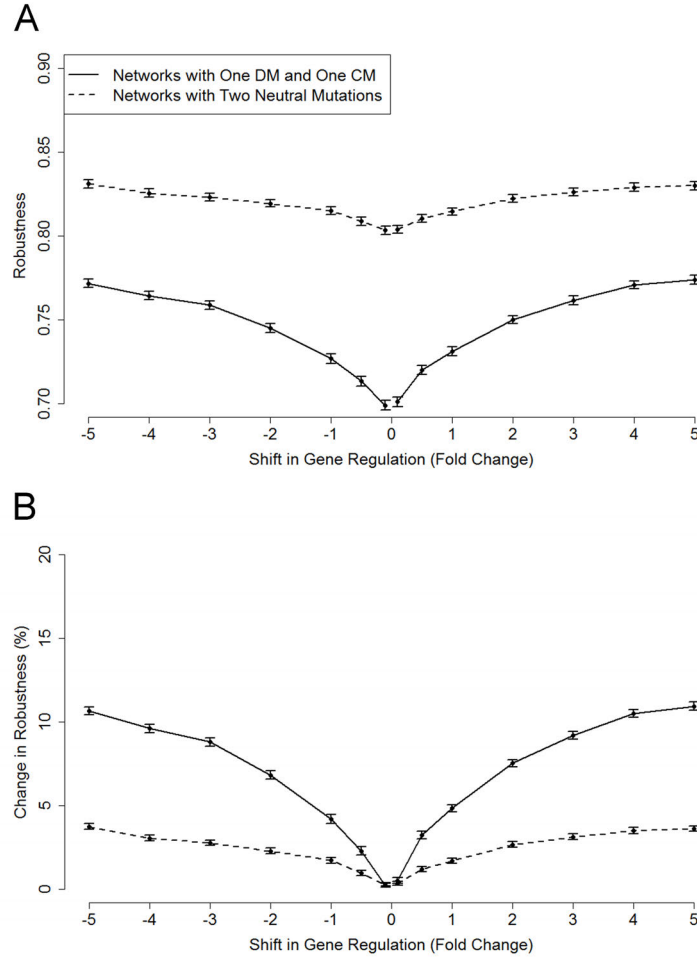 A
Networks with One DM and One CM
Networks with Two Neutral Mutations
0.90
0.85
0.80
0.75
0.70
Robustness
-5 -4 -3 -2 -1 0 1 2 3 4 5
Shift in Gene Regulation (Fold Change)
B
20
15
10
5
0
Change in Robustness (%)
-5 -4 -3 -2 -1 0 1 2 3 4 5
Shift in Gene Regulation (Fold Change)